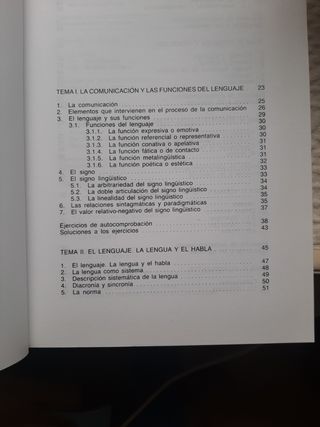 TEMA I. LA COMUNICACIÓN Y LAS FUNCIONES DEL LENGUAJE 23
1. La comunicación 25
2. Elementos que intervienen en el proceso de la comunicación 26
3. El lenguaje y sus funciones 29
3.1. Funciones del lenguaje 30
3.1.1. La función expresiva o emotiva 30
3.1.2. La función referencial o representativa 30
3.1.3. La función conativa o apelativa 31
3.1.4. La función fática o de contacto 31
3.1.5. La función metalingüística 31
3.1.6. La función poética o estética 32
4. El signo 33
5. El signo lingüístico 33
5.1. La arbitrariedad del signo lingüístico 34
5.2. La doble articulación del signo lingüístico 34
5.3. La linealidad del signo lingüístico 35
6. Las relaciones sintagmáticas y paradigmáticas 35
7. El valor relativo-negativo del signo lingüístico 37
Ejercicios de autocomprobación 38
Soluciones a los ejercicios 43
TEMA II. EL LENGUAJE. LA LENGUA Y EL HABLA 45
1. El lenguaje. La lengua y el habla 47
2. La lengua como sistema 48
3. Descripción sistemática de la lengua 49
4. Diacronía y sincronía 50
5. La norma 51